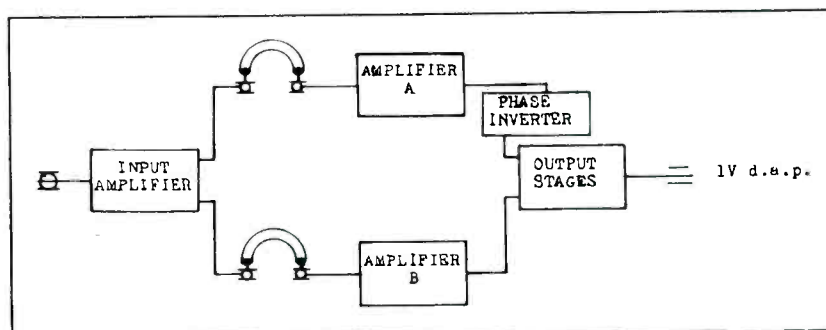 AMPLIFIER
A
PHASE
INVERTER
INPUT
AMPLIFIER
OUTPUT
STAGES
1V d.a.p.
AMPLIFIER
B